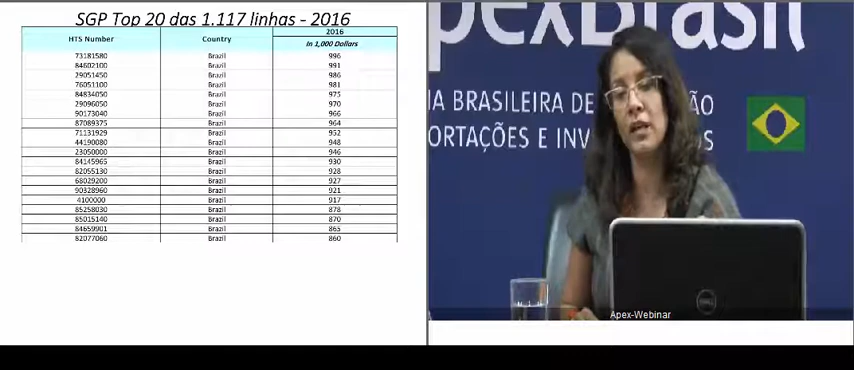 SGP Top 20 das 1.117 linhas - 2016
HTS Number Country 2016
In 1,000 Dollars
73181580 Brazil 996
84602100 Brazil 991
29051450 Brazil 986
76051100 Brazil 981
84834050 Brazil 975
29096050 Brazil 970
90173040 Brazil 966
87089375 Brazil 964
71131929 Brazil 952
44190080 Brazil 948
23050000 Brazil 946
84145965 Brazil 930
82055130 Brazil 928
68029200 Brazil 927
90328960 Brazil 921
4100000 Brazil 917
85258030 Brazil 878
85015140 Brazil 870
84659901 Brazil 865
82077060 Brazil 860
pexBrasil
IA BRASILEIRA DE ÃO
ORTAÇÕES E INV OS
DELL
Apex-Webinar